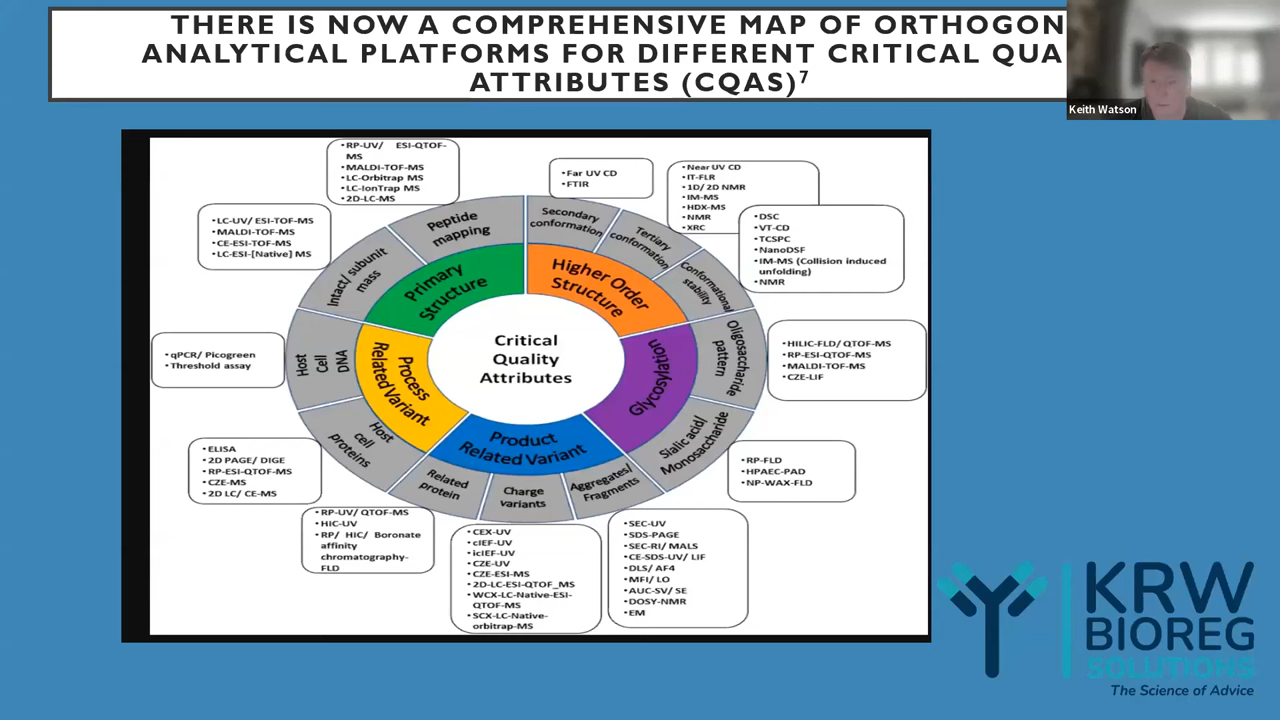 THERE IS NOW A COMPREHENSIVE MAP OF ORTHOGON
ANALYTICAL PLATFORMS FOR DIFFERENT CRITICAL QUA
ATTRIBUTES (CQAS)⁷
Keith Watson
• RP-UV/ ESI-QTOF-
MS
• MALDI-TOF-MS
• LC-Orbitrap MS
• LC-IonTrap MS
• 2D-LC-MS
• Far UV CD
• FTIR
• Near UV CD
• IT-FLR
• 1D/ 2D NMR
• IM-MS
• HDX-MS
• NMR
• XRC
• DSC
• VT-CD
• TCSPC
• NanoDSF
• IM-MS (Collision induced
unfolding)
• NMR
• LC-UV/ ESI-TOF-MS
• MALDI-TOF-MS
• CE-ESI-TOF-MS
• LC-ESI-[Native] MS
Peptide
mapping
Secondary
conformation
Tertiary
conformation
Conformational
stability
Intact/ subunit
mass
Primary
Structure
Higher Order
Structure
Critical
Quality
Attributes
• qPCR/ Picogreen
• Threshold assay
Host
Cell
DNA
Process
Related Variant
Glycosylation
Oligosaccharide
pattern
• HILIC-FLD/ QTOF-MS
• RP-ESI-QTOF-MS
• MALDI-TOF-MS
• CZE-LIF
Host
cell
proteins
Product
Related Variant
Sialic acid/
Monosaccharide
• ELISA
• 2D PAGE/ DIGE
• RP-ESI-QTOF-MS
• CZE-MS
• 2D LC/ CE-MS
Related
protein
Charge
variants
Aggregates/
Fragments
• RP-FLD
• HPAEC-PAD
• NP-WAX-FLD
• RP-UV/ QTOF-MS
• HIC-UV
• RP/ HIC/ Boronate
affinity
chromatography-
FLD
• CEX-UV
• cIEF-UV
• icIEF-UV
• CZE-UV
• CZE-ESI-MS
• 2D-LC-ESI-QTOF_MS
• WCX-LC-Native-ESI-
QTOF-MS
• SCX-LC-Native-
orbitrap-MS
• SEC-UV
• SDS-PAGE
• SEC-RI/ MALS
• CE-SDS-UV/ LIF
• DLS/ AF4
• MFI/ LO
• AUC-SV/ SE
• DOSY-NMR
• EM
KRW
BIOREG
SOLUTIONS
The Science of Advice